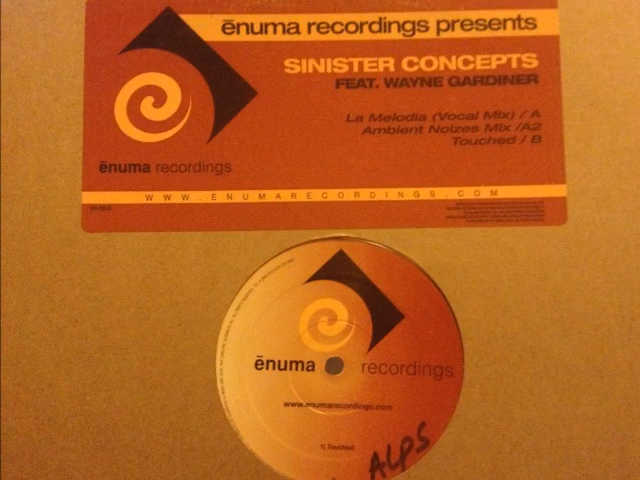 ēnuma recordings presents
SINISTER CONCEPTS
FEAT. WAYNE GARDINER
La Melodia (Vocal Mix) / A
Ambient Noizes Mix /A2
Touched / B
ēnuma recordings
WWW.ENUMARECORDINGS.COM
ēnuma recordings
www.enumarecordings.com
1) Touched
ALPS